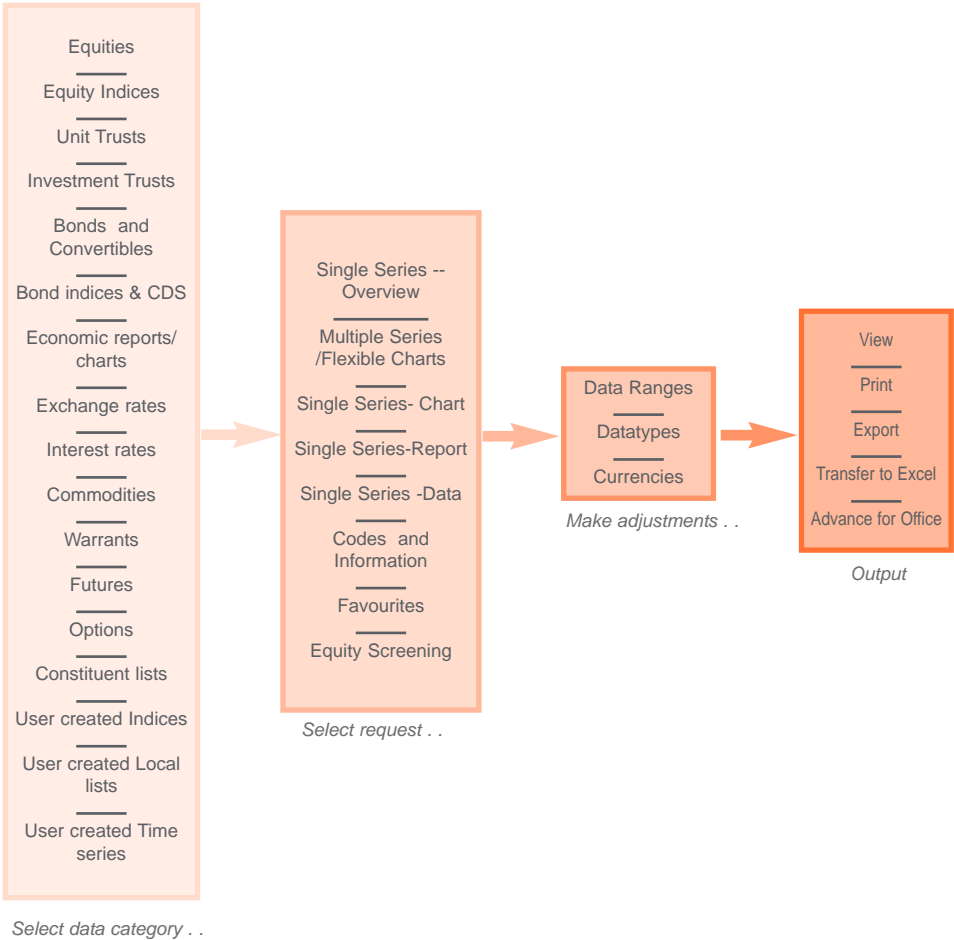 Equities
Equity Indices
Unit Trusts
Investment Trusts
Bonds and
Convertibles
Bond indices & CDS
Economic reports/
charts
Exchange rates
Interest rates
Commodities
Warrants
Futures
Options
Constituent lists
User created Indices
User created Local
lists
User created Time
series
Select data category . .
Single Series --
Overview
Multiple Series
/Flexible Charts
Single Series- Chart
Single Series-Report
Single Series -Data
Codes and
Information
Favourites
Equity Screening
Select request . .
Data Ranges
Datatypes
Currencies
Make adjustments . .
View
Print
Export
Transfer to Excel
Advance for Office
Output